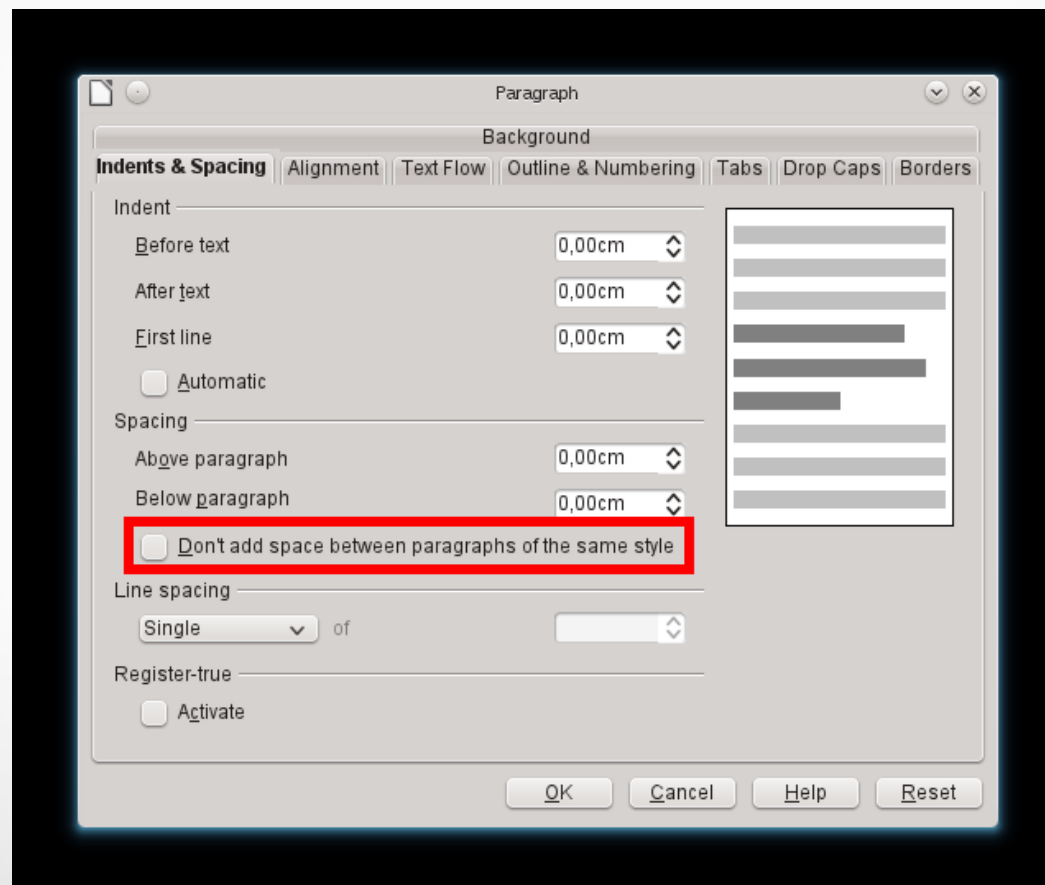 Paragraph
Background
Indents & Spacing Alignment Text Flow Outline & Numbering Tabs Drop Caps Borders
Indent
Before text 0,00cm
After text 0,00cm
First line 0,00cm
Automatic
Spacing
Above paragraph 0,00cm
Below paragraph 0,00cm
Don't add space between paragraphs of the same style
Line spacing
Single of
Register-true
Activate
OK Cancel Help Reset